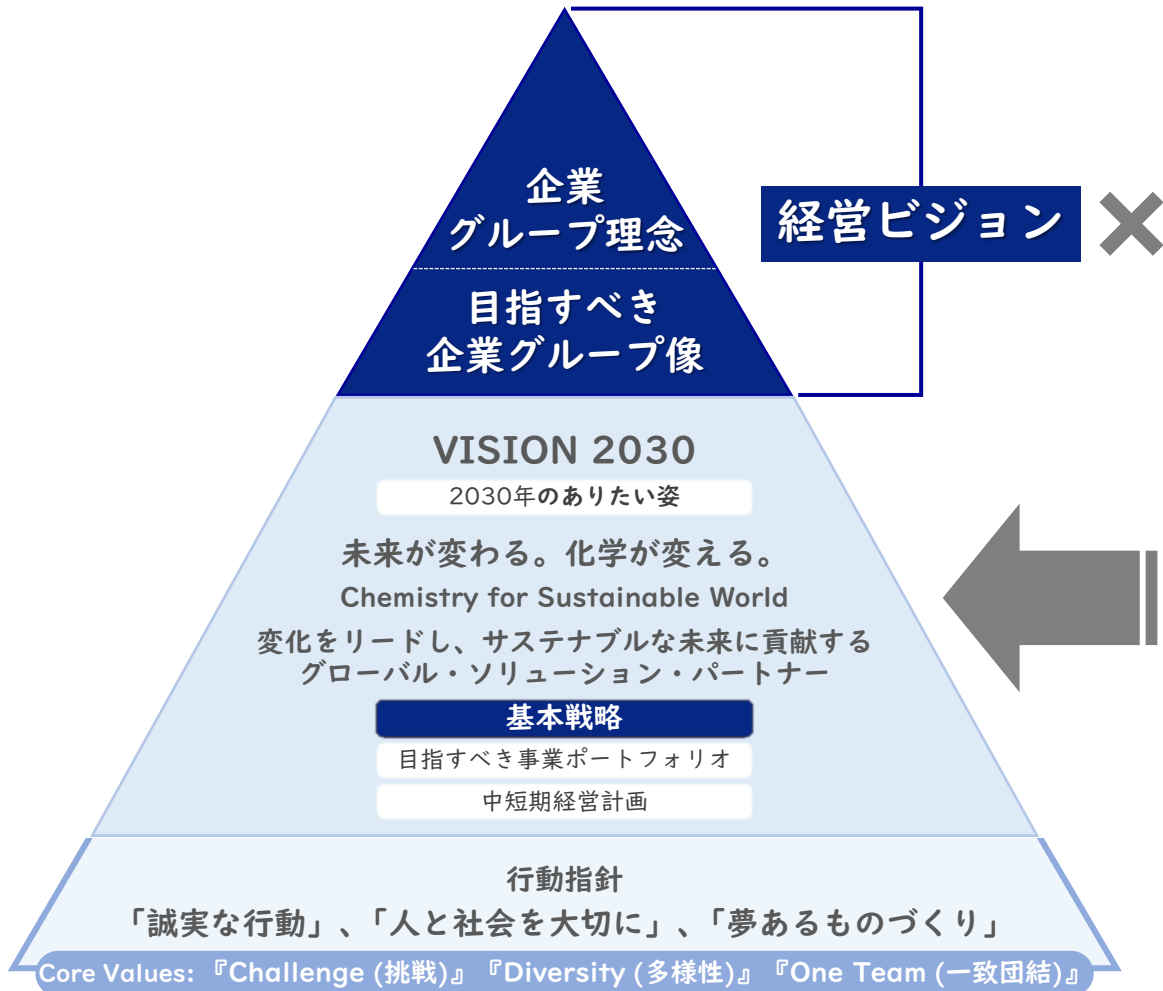 企業
グループ理念
経営ビジョン
目指すべき
企業グループ像
VISION 2030
2030年のありたい姿
未来が変わる。化学が変える。
Chemistry for Sustainable World
変化をリードし、サステナブルな未来に貢献する
グローバル・ソリューション・パートナー
基本戦略
目指すべき事業ポートフォリオ
中短期経営計画
行動指針
「誠実な行動」、「人と社会を大切に」、「夢あるものづくり」
Core Values: 『Challenge (挑戦)』『Diversity (多様性)』『One Team (一致団結)』